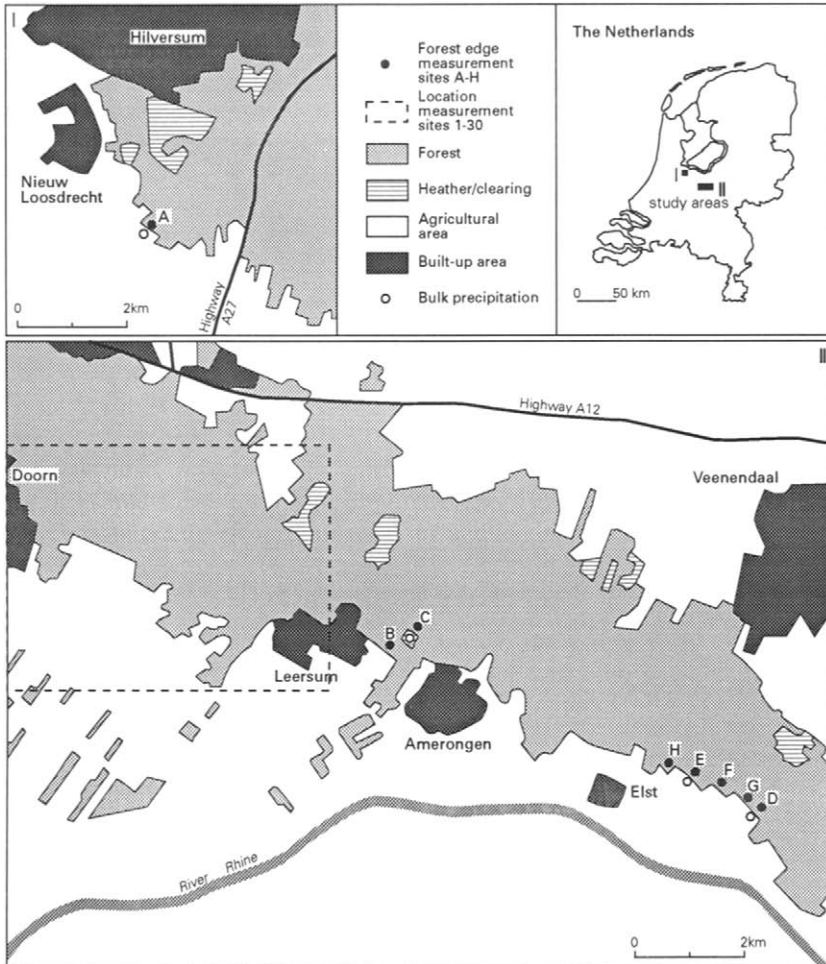 I
Hilversum
Nieuw
Loosdrecht
A
Highway
A27
0 2km
Forest edge
measurement
sites A-H
Location
measurement
sites 1-30
Forest
Heather/clearing
Agricultural
area
Built-up area
Bulk precipitation
The Netherlands
I
II
study areas
0 50 km
II
Highway A12
Doorn
Veenendaal
B
C
Leersum
Amerongen
H
E
F
G
D
Elst
River Rhine
0 2km